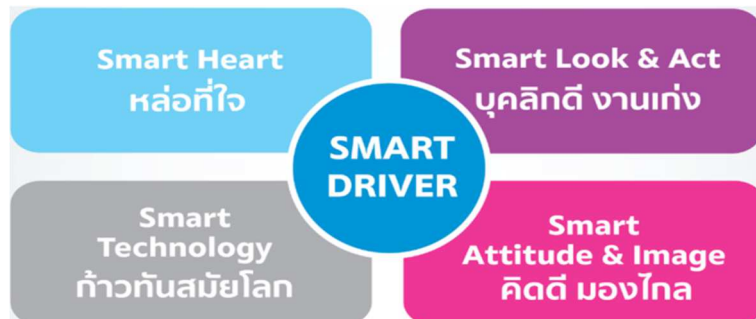 Smart Heart
หล่อที่ใจ
Smart Look & Act
บุคลิกดี งานเก่ง
SMART
DRIVER
Smart
Technology
ก้าวทันสมัยโลก
Smart
Attitude & Image
คิดดี มองไกล